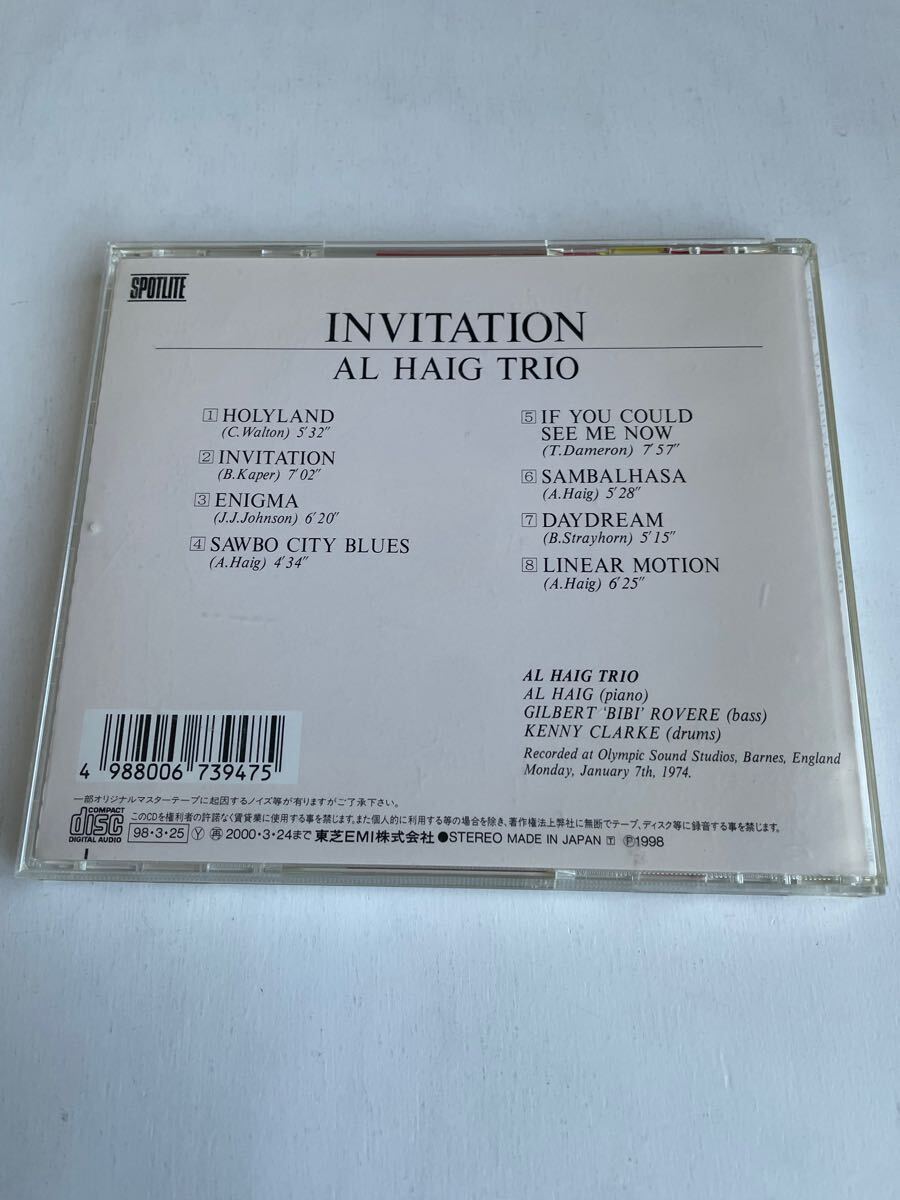 SPOTLITE
INVITATION
AL HAIG TRIO
1 HOLYLAND
(C.Walton) 5'32"
2 INVITATION
(B.Kaper) 7'02"
3 ENIGMA
(J.J.Johnson) 6'20"
4 SAWBO CITY BLUES
(A.Haig) 4'34"
5 IF YOU COULD
SEE ME NOW
(T.Dameron) 7'57"
6 SAMBALHASA
(A.Haig) 5'28"
7 DAYDREAM
(B.Strayhorn) 5'15"
8 LINEAR MOTION
(A.Haig) 6'25"
AL HAIG TRIO
AL HAIG (piano)
GILBERT 'BIBI' ROVERE (bass)
KENNY CLARKE (drums)
Recorded at Olympic Sound Studios, Barnes, England
Monday, January 7th, 1974.
4 988006 739475
一部オリジナルマスターテープに起因するノイズ等が有りますがご了承下さい。
COMPACT
disc
DIGITAL AUDIO
このCDを権利者の許諾なく賃貸業に使用する事を禁じます。また個人的に利用する等の場合を除き、著作権法上弊社に無断でテープ、ディスク等に録音する事を禁じます。
98・3・25 Ⓨ ㊢ 2000・3・24まで 東芝EMI株式会社 ●STEREO MADE IN JAPAN 🅃 Ⓟ1998